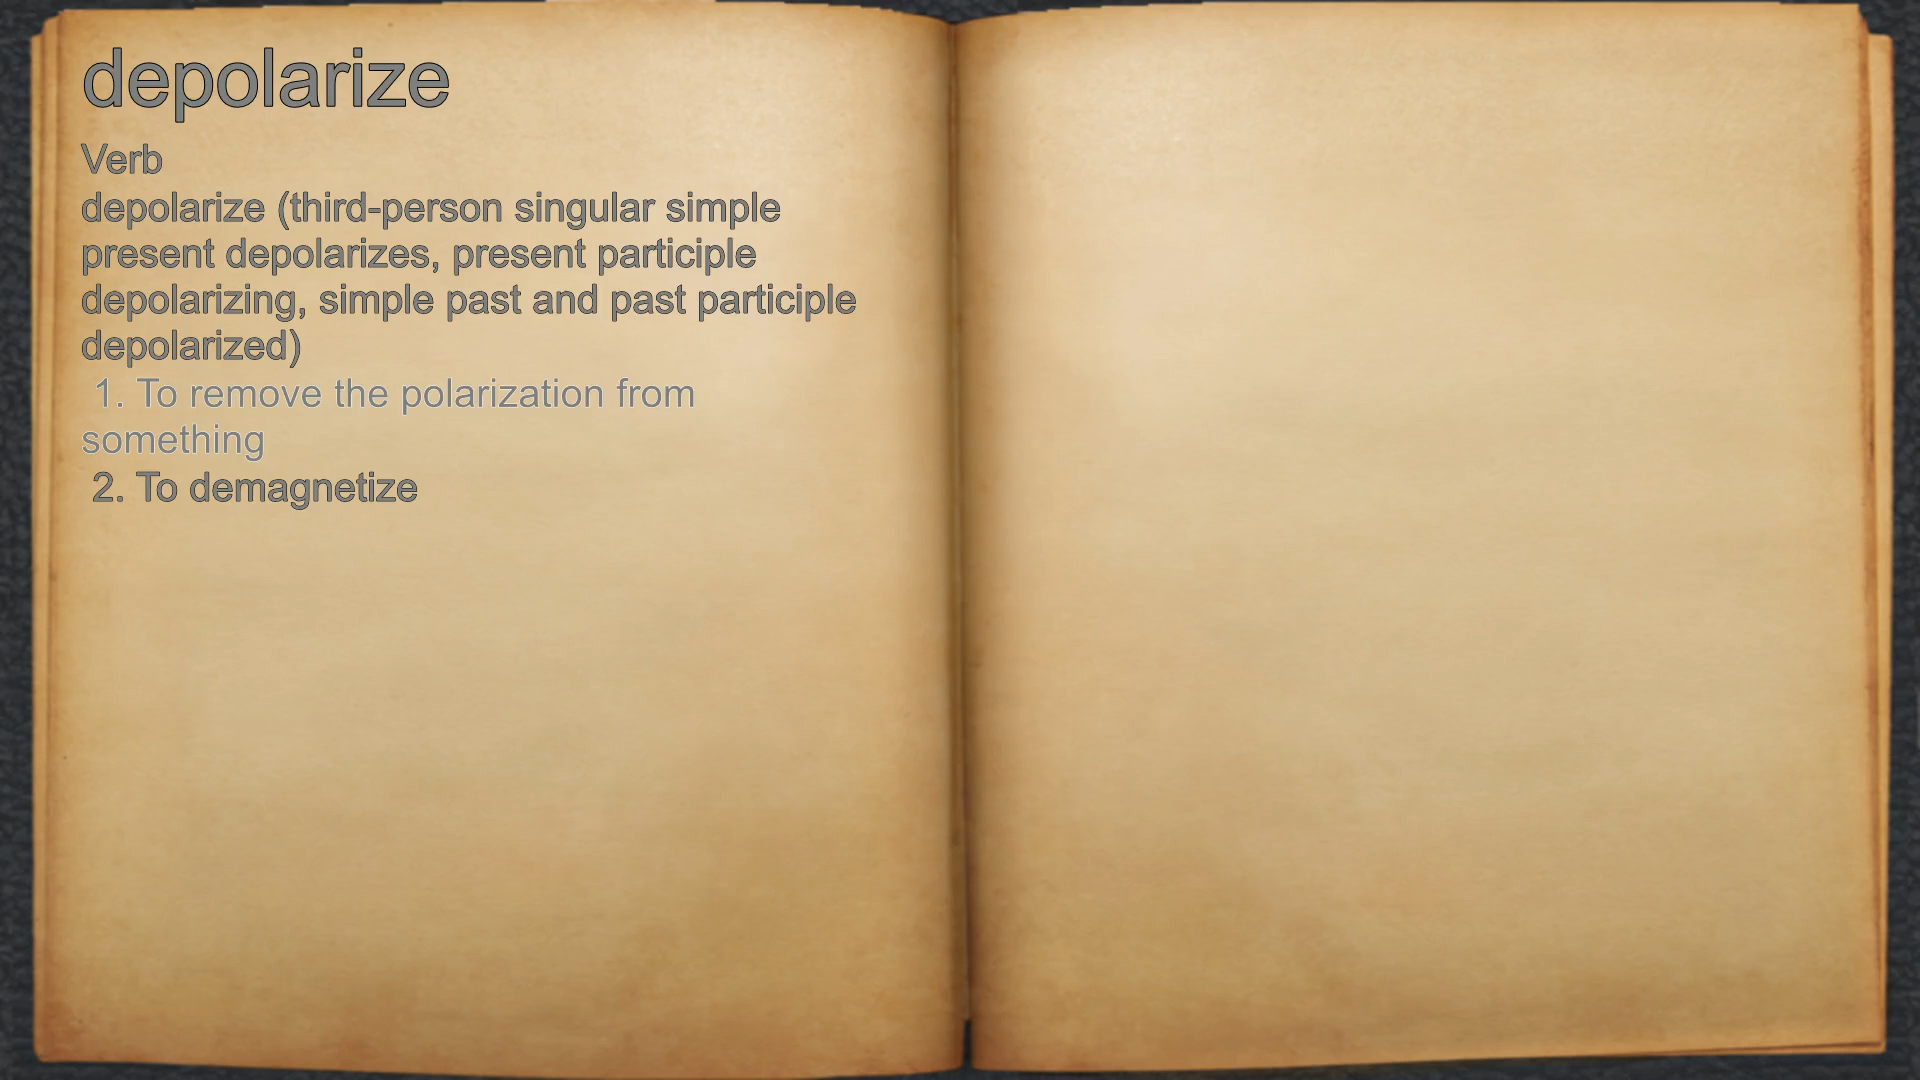 depolarize
Verb
depolarize (third-person singular simple
present depolarizes, present participle
depolarizing, simple past and past participle
depolarized)
1. To remove the polarization from
something
2. To demagnetize